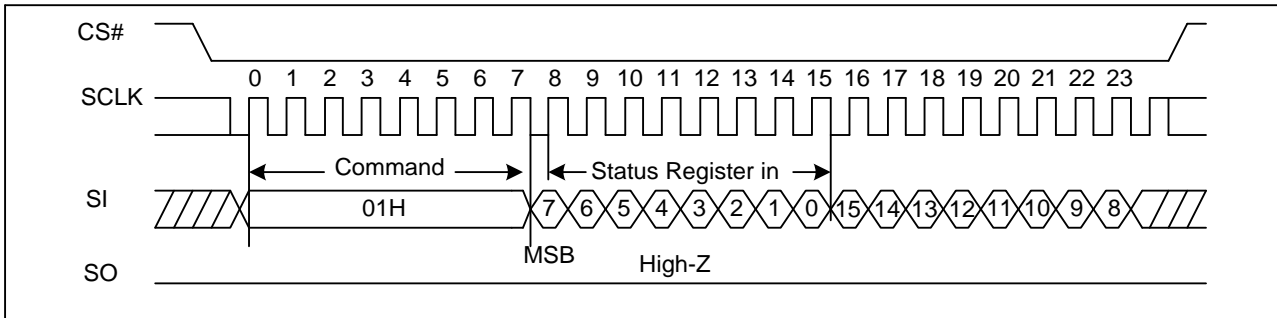 CS#
0 1 2 3 4 5 6 7 8 9 10 11 12 13 14 15 16 17 18 19 20 21 22 23
SCLK
Command Status Register in
SI 01H 7 6 5 4 3 2 1 0 15 14 13 12 11 10 9 8
MSB High-Z
SO